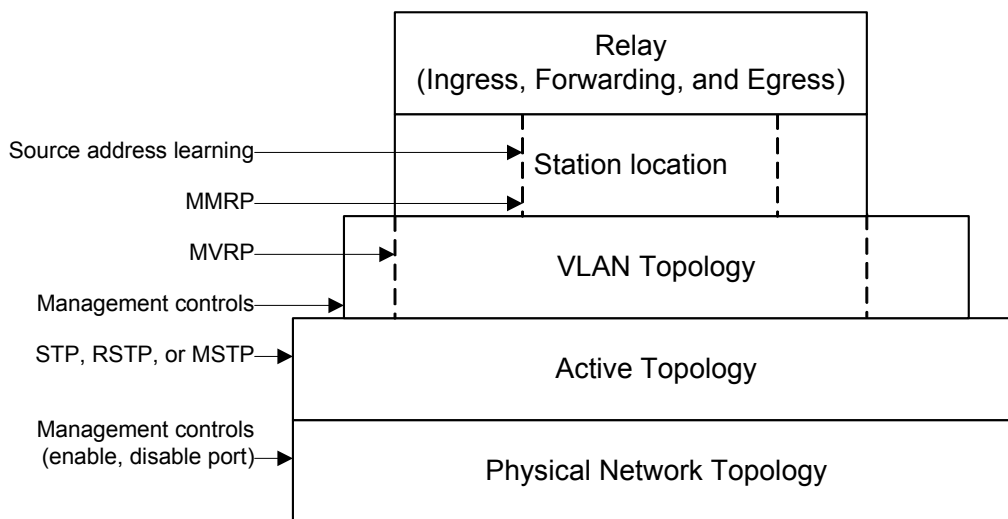 Relay
(Ingress, Forwarding, and Egress)
Source address learning
Station location
MMRP
MVRP
VLAN Topology
Management controls
STP, RSTP, or MSTP
Active Topology
Management controls
(enable, disable port)
Physical Network Topology